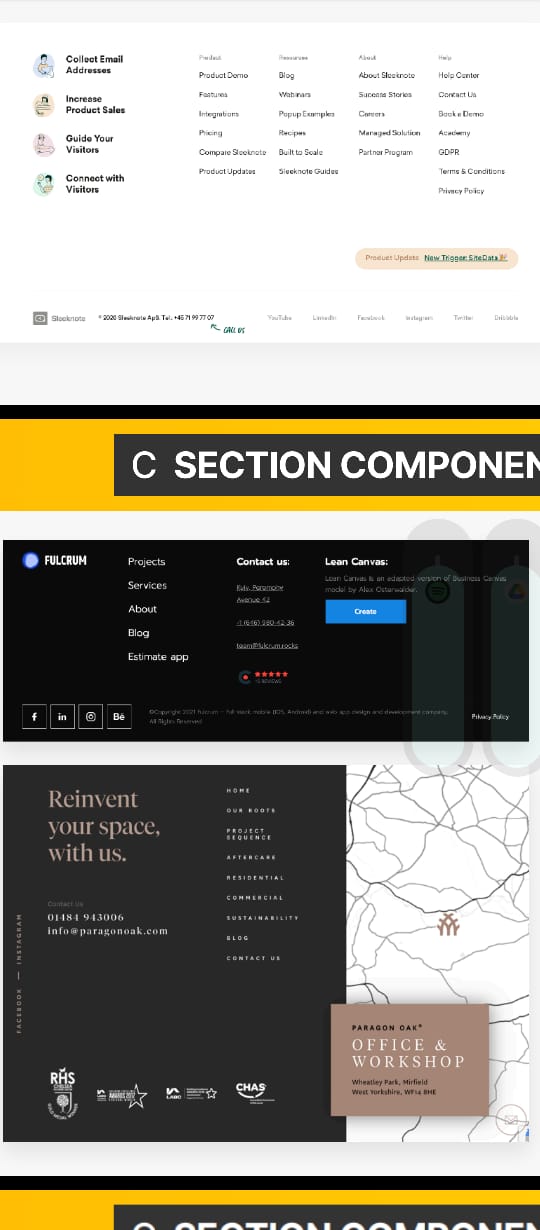 Collect Email
Addresses
Increase
Product Sales
Guide Your
Visitors
Connect with
Visitors
Product
Product Demo
Features
Integrations
Pricing
Compare Sleeknote
Product Updates
Resources
Blog
Webinars
Popup Examples
Recipes
Built to Scale
Sleeknote Guides
About
About Sleeknote
Success Stories
Careers
Managed Solution
Partner Program
Help
Help Center
Contact Us
Book a Demo
Academy
GDPR
Terms & Conditions
Privacy Policy
Product Update New Trigger: SiteData
Sleeknote
© 2020 Sleeknote ApS. Tel.: +45 71 99 77 07
CALL US
YouTube LinkedIn Facebook Instagram Twitter Dribbble
C SECTION COMPONEN
FULCRUM
Projects
Services
About
Blog
Estimate app
Contact us:
Kyiv, Peremohy
Avenue 42
+1 (646) 980-42-36
team@fulcrum.rocks
Lean Canvas:
Lean Canvas is an adapted version of Business Canvas
model by Alex Osterwalder.
Create
f in Bē
©Copyright 2021 Fulcrum — Full-stack mobile (IOS, Android) and web app design and development company.
All Rights Reserved
Privacy Policy
Reinvent
your space,
with us.
Contact Us
01484 943006
info@paragonoak.com
FACEBOOK — INSTAGRAM
HOME
OUR ROOTS
PROJECT
SEQUENCE
AFTERCARE
RESIDENTIAL
COMMERCIAL
SUSTAINABILITY
BLOG
CONTACT US
RHS
CHELSEA
AWARDS 2012
LABC
CHAS
PARAGON OAK®
OFFICE &
WORKSHOP
Wheatley Park, Mirfield
West Yorkshire, WF14 8HE